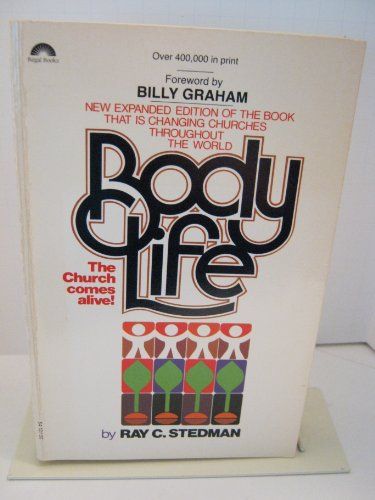 Regal Books
Over 400,000 in print
Foreword by
BILLY GRAHAM
NEW EXPANDED EDITION OF THE BOOK
THAT IS CHANGING CHURCHES
THROUGHOUT
THE WORLD
Body
Life
The
Church
comes
alive!
by RAY C. STEDMAN